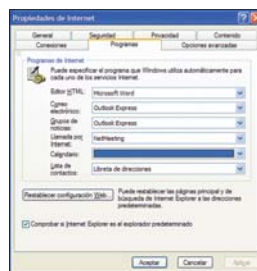 Propiedades de Internet
General Seguridad Privacidad Contenido
Conexiones Programas Opciones avanzadas
Programas de Internet
Puede especificar el programa que Windows utiliza automáticamente para
cada uno de los servicios Internet.
Editor HTML: Microsoft Word
Correo
electrónico: Outlook Express
Grupos de
noticias: Outlook Express
Llamada por
Internet: NetMeeting
Calendario:
Lista de
contactos: Libreta de direcciones
Restablecer configuración Web...
Puede restablecer las páginas principal y de
búsqueda de Internet Explorer a las direcciones
predeterminadas.
Comprobar si Internet Explorer es el explorador predeterminado
Aceptar Cancelar Aplicar